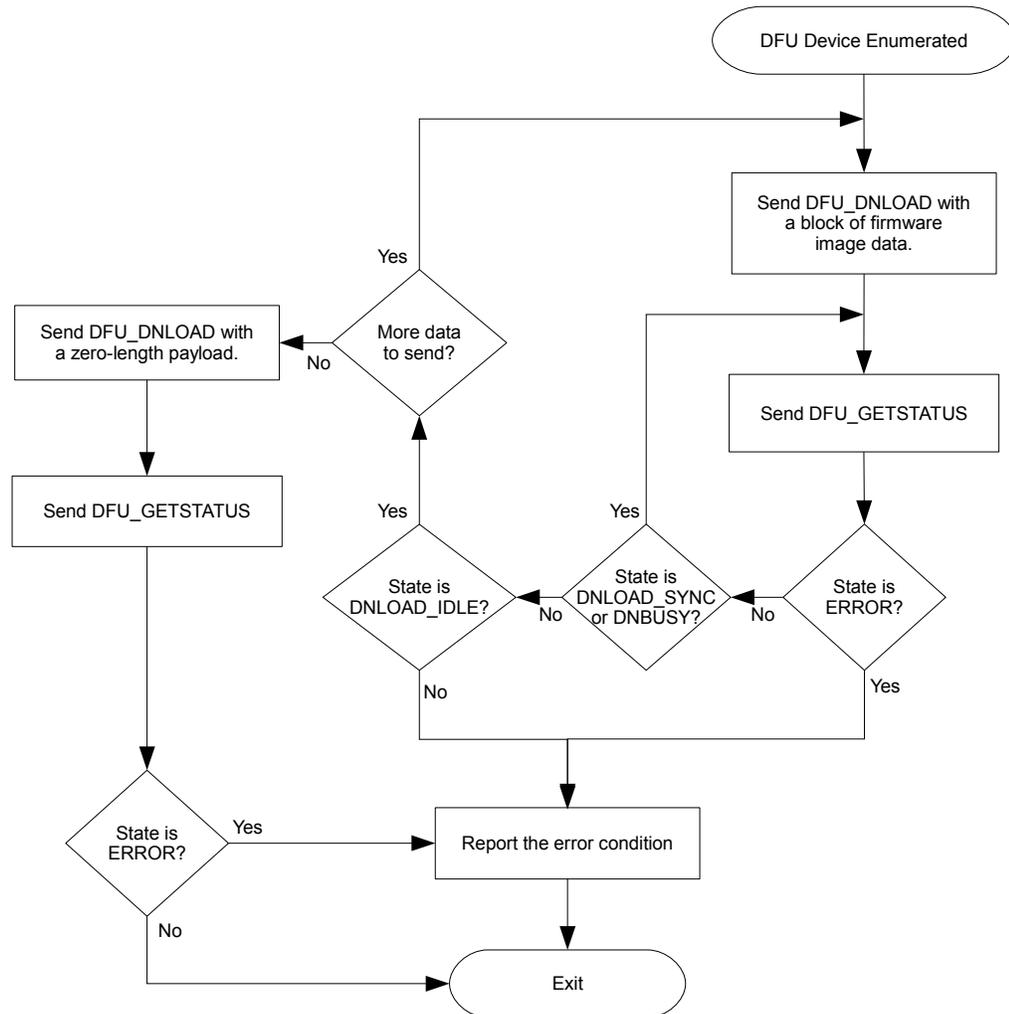 DFU Device Enumerated
Send DFU_DNLOAD with
a block of firmware
image data.
Yes
More data
to send?
No
Send DFU_DNLOAD with
a zero-length payload.
Send DFU_GETSTATUS
Send DFU_GETSTATUS
Yes
Yes
State is
DNLOAD_IDLE?
No
State is
DNLOAD_SYNC
or DNBUSY?
No
State is
ERROR?
No
Yes
State is
ERROR?
Yes
Report the error condition
No
Exit